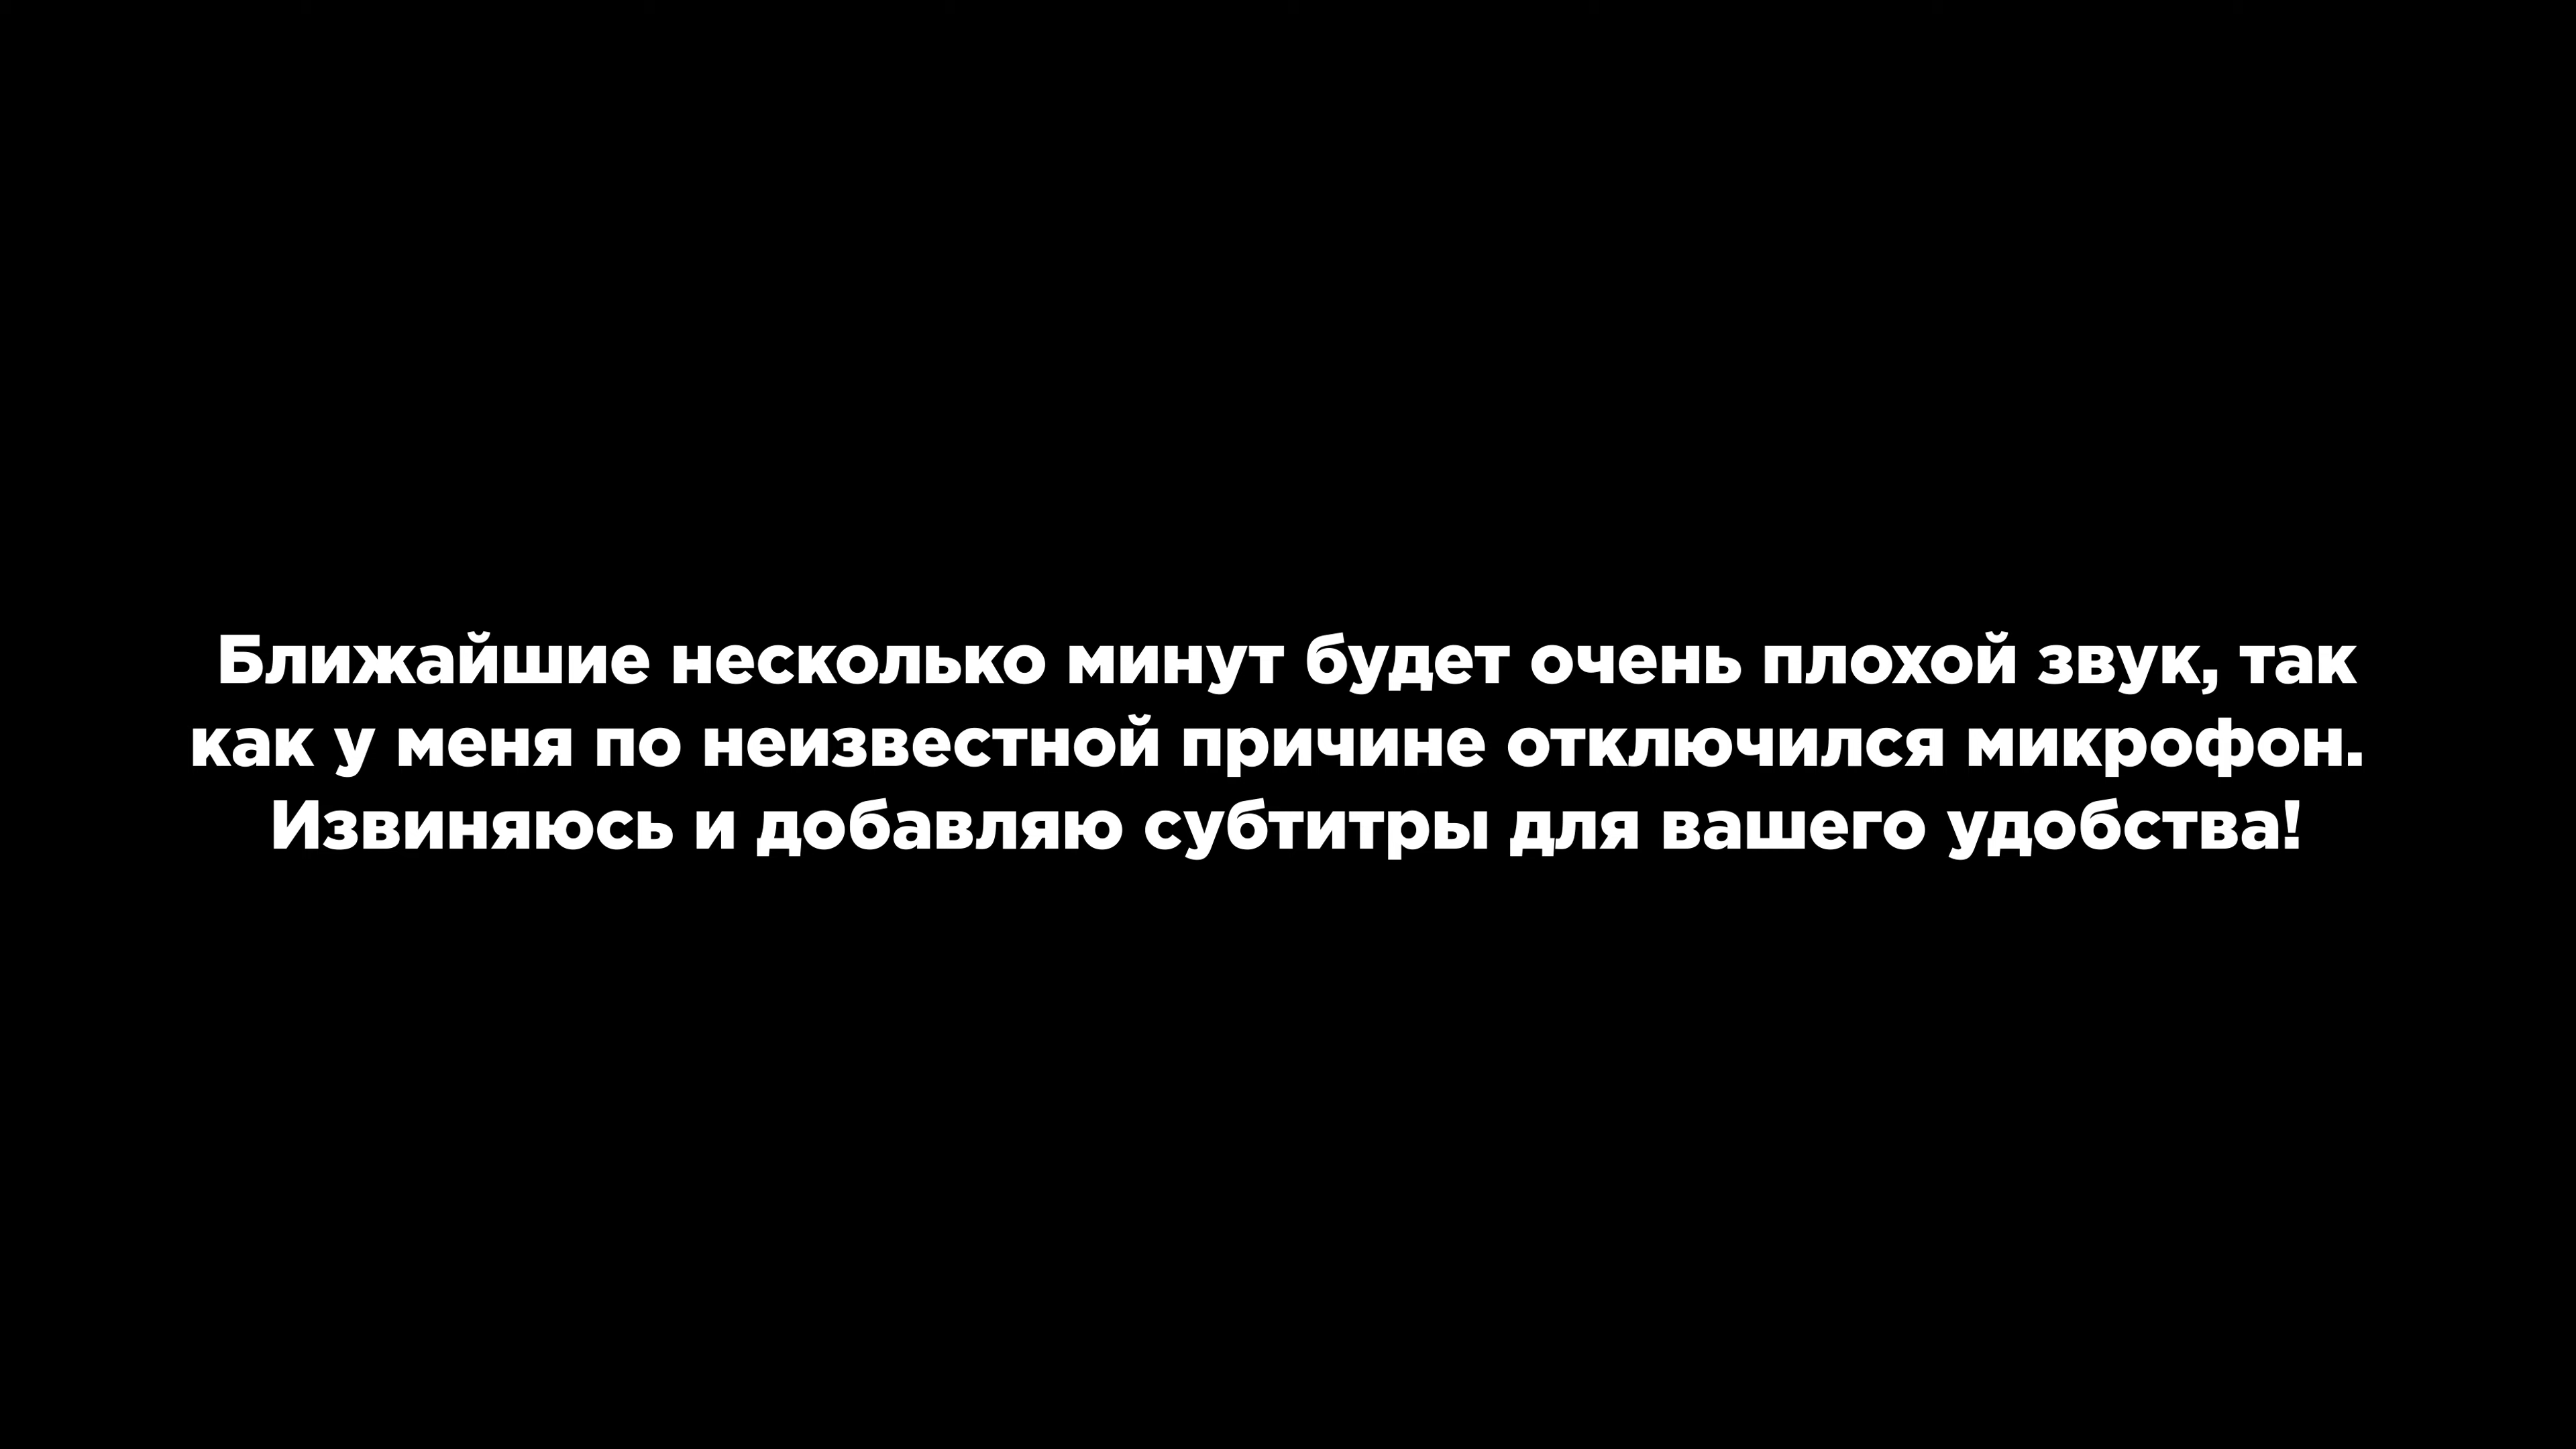 Ближайшие несколько минут будет очень плохой звук, так
как у меня по неизвестной причине отключился микрофон.
Извиняюсь и добавляю субтитры для вашего удобства!